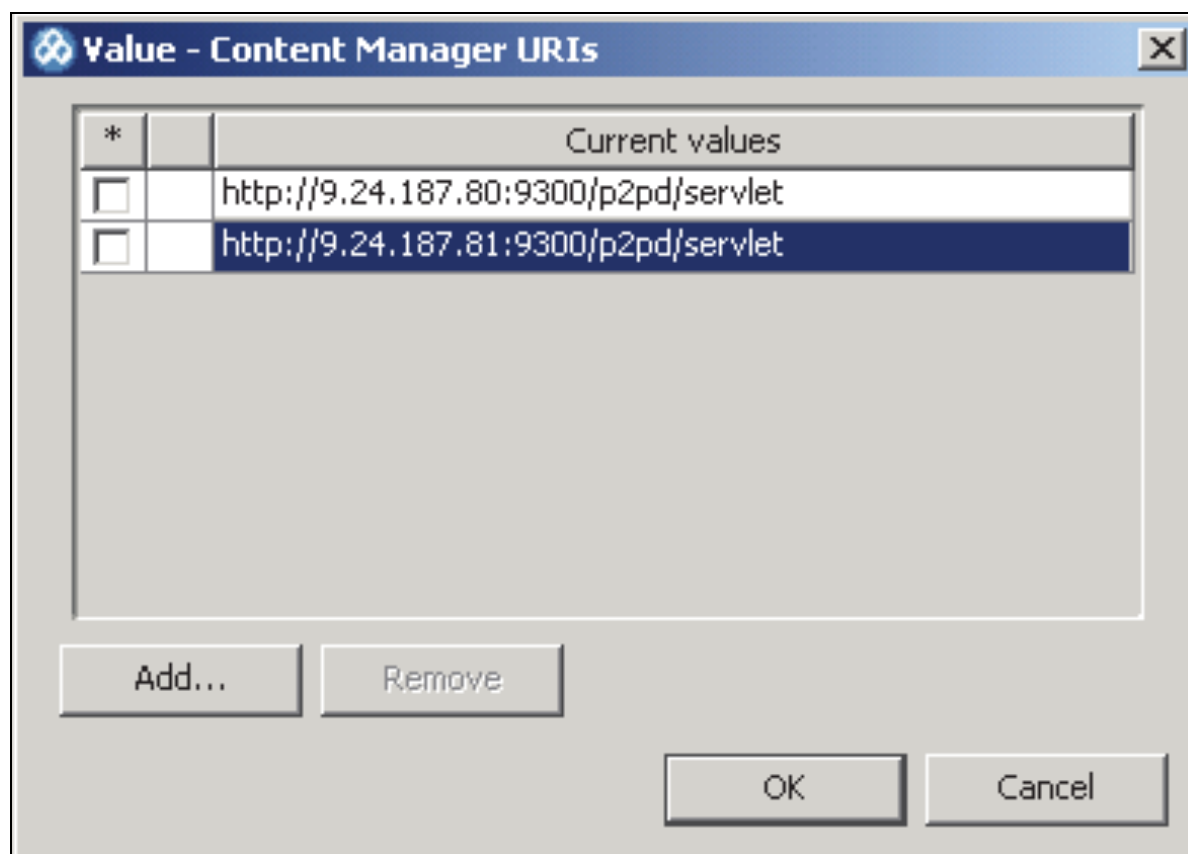 Value - Content Manager URIs
* Current values
http://9.24.187.80:9300/p2pd/servlet
http://9.24.187.81:9300/p2pd/servlet
Add... Remove
OK Cancel